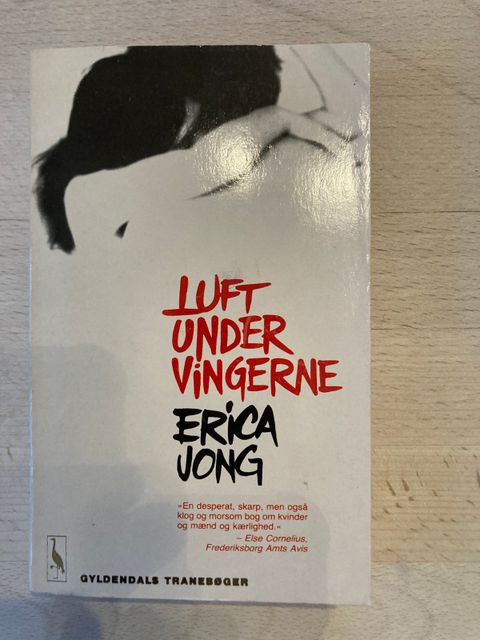 LUFT
UNDER
ViNGERNE
ERiCA
JONG
»En desperat, skarp, men også
klog og morsom bog om kvinder
og mænd og kærlighed.«
– Else Cornelius,
Frederiksborg Amts Avis
GYLDENDALS TRANEBØGER